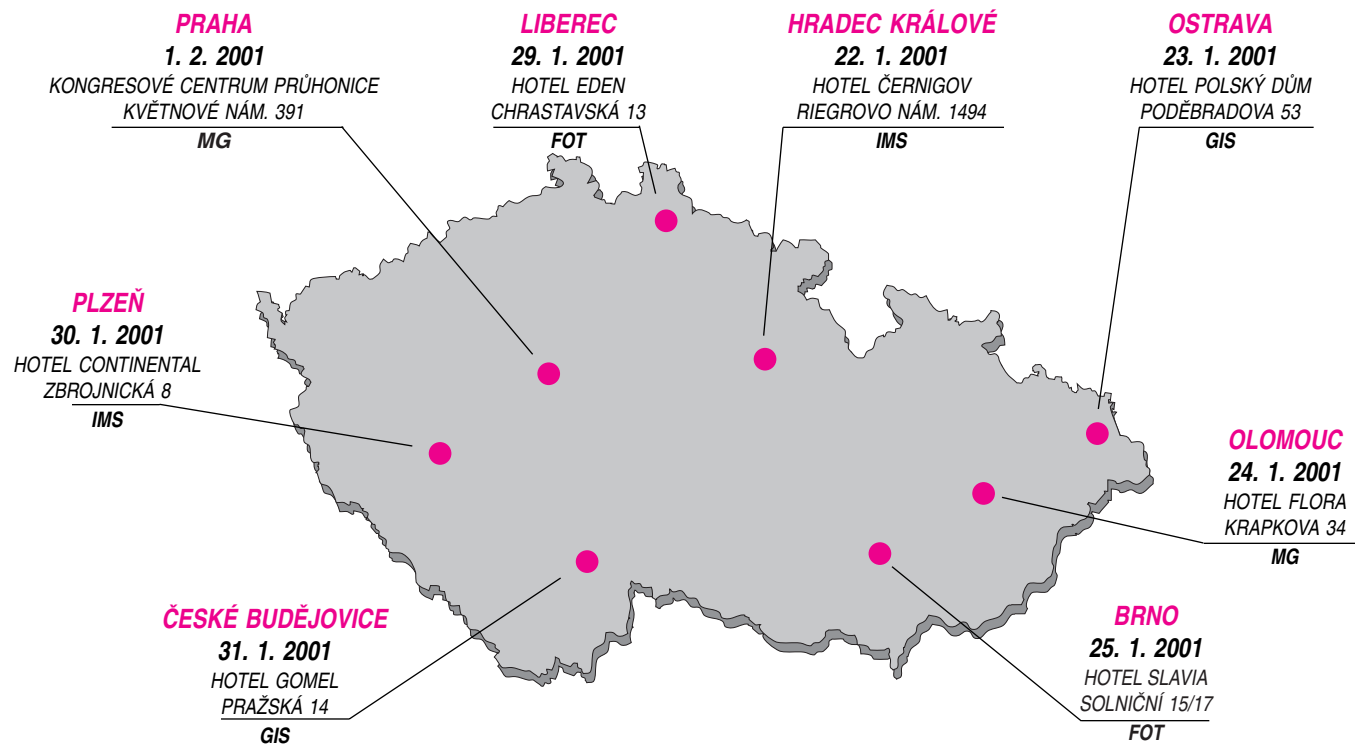 PRAHA
1. 2. 2001
KONGRESOVÉ CENTRUM PRŮHONICE
KVĚTNOVÉ NÁM. 391
MG
LIBEREC
29. 1. 2001
HOTEL EDEN
CHRASTAVSKÁ 13
FOT
HRADEC KRÁLOVÉ
22. 1. 2001
HOTEL ČERNIGOV
RIEGROVO NÁM. 1494
IMS
OSTRAVA
23. 1. 2001
HOTEL POLSKÝ DŮM
PODĚBRADOVA 53
GIS
PLZEŇ
30. 1. 2001
HOTEL CONTINENTAL
ZBROJNICKÁ 8
IMS
OLOMOUC
24. 1. 2001
HOTEL FLORA
KRAPKOVA 34
MG
ČESKÉ BUDĚJOVICE
31. 1. 2001
HOTEL GOMEL
PRAŽSKÁ 14
GIS
BRNO
25. 1. 2001
HOTEL SLAVIA
SOLNIČNÍ 15/17
FOT